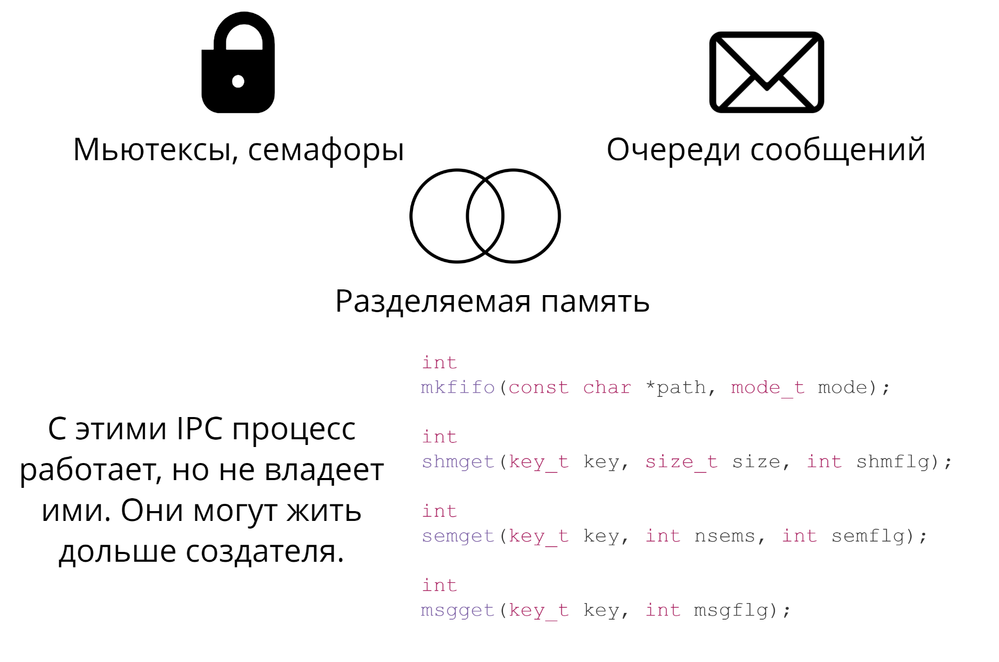 Мьютексы, семафоры
Очереди сообщений
Разделяемая память
С этими IPC процесс
работает, но не владеет
ими. Они могут жить
дольше создателя.
int
mkfifo(const char *path, mode_t mode);
int
shmget(key_t key, size_t size, int shmflg);
int
semget(key_t key, int nsems, int semflg);
int
msgget(key_t key, int msgflg);